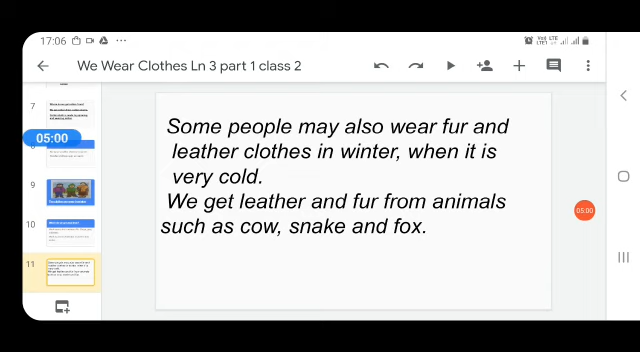 17:06
We Wear Clothes Ln 3 part 1 class 2
7
05:00
9
10
11
Some people may also wear fur and
leather clothes in winter, when it is
very cold.
We get leather and fur from animals
such as cow, snake and fox.
05:00